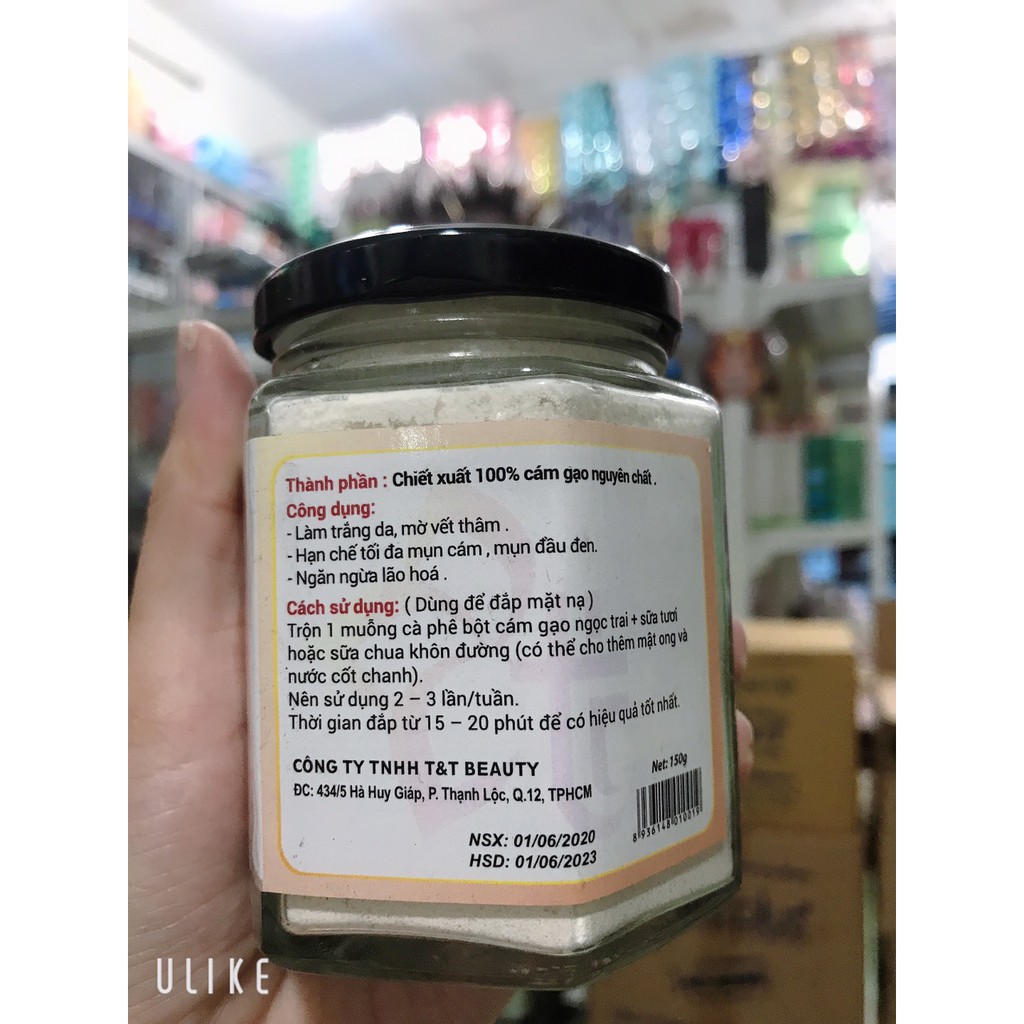 Thành phần : Chiết xuất 100% cám gạo nguyên chất .
Công dụng:
- Làm trắng da, mờ vết thâm .
- Hạn chế tối đa mụn cám , mụn đầu đen.
- Ngăn ngừa lão hoá .
Cách sử dụng: ( Dùng để đắp mặt nạ )
Trộn 1 muỗng cà phê bột cám gạo ngọc trai + sữa tươi
hoặc sữa chua khôn đường (có thể cho thêm mật ong và
nước cốt chanh).
Nên sử dụng 2 – 3 lần/tuần.
Thời gian đắp từ 15 – 20 phút để có hiệu quả tốt nhất.
CÔNG TY TNHH T&T BEAUTY
ĐC: 434/5 Hà Huy Giáp, P. Thạnh Lộc, Q.12, TPHCM
Net: 150g
8 936148 010019
NSX: 01/06/2020
HSD: 01/06/2023
ULIKE